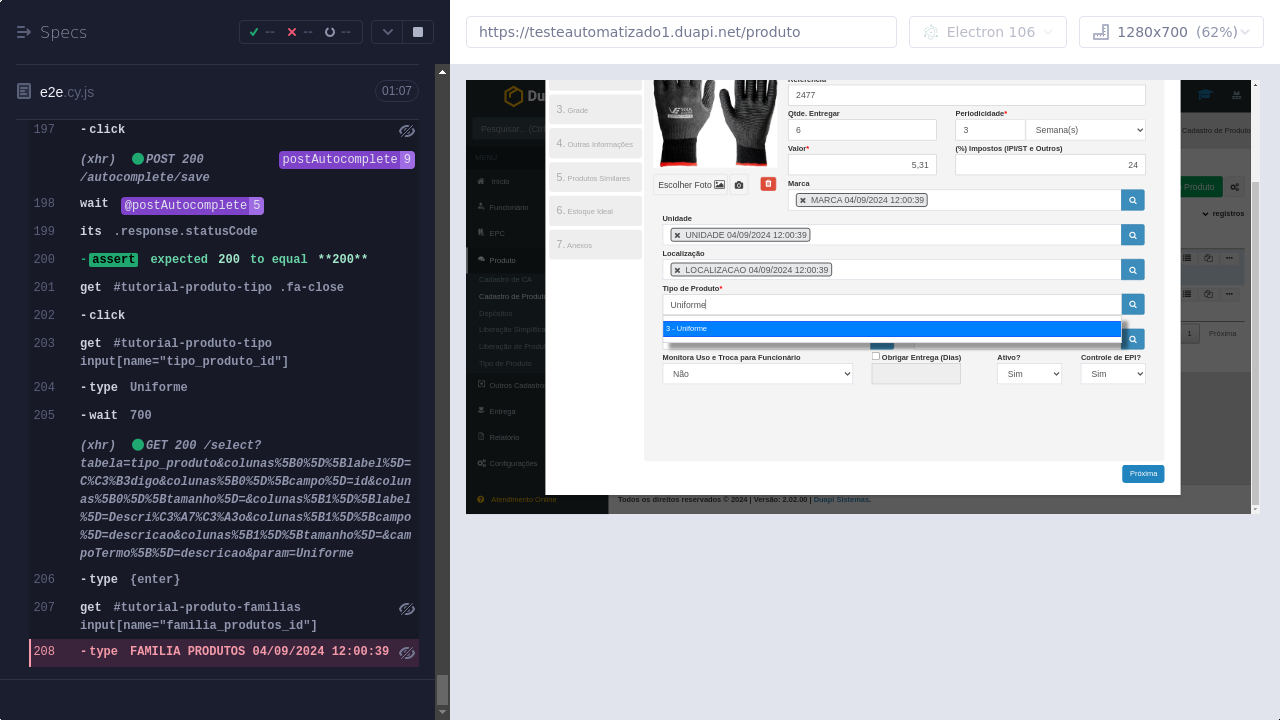 Specs
--
--
--
e2e.cy.js
01:07
197 -click
(xhr) POST 200 /autocomplete/save postAutocomplete 9
198 wait @postAutocomplete 5
199 its .response.statusCode
200 -assert expected 200 to equal **200**
201 get #tutorial-produto-tipo .fa-close
202 -click
203 get #tutorial-produto-tipo
input[name="tipo_produto_id"]
204 -type Uniforme
205 -wait 700
(xhr) GET 200 /select?
tabela=tipo_produto&colunas%5B0%5D%5Blabel%5D=
C%C3%B3digo&colunas%5B0%5D%5Bcampo%5D=id&colun
as%5B0%5D%5Btamanho%5D=&colunas%5B1%5D%5Blabel
%5D=Descri%C3%A7%C3%A3o&colunas%5B1%5D%5Bcampo
%5D=descricao&colunas%5B1%5D%5Btamanho%5D=&cam
poTermo%5B%5D=descricao&param=Uniforme
206 -type {enter}
207 get #tutorial-produto-familias
input[name="familia_produtos_id"]
208 -type FAMILIA PRODUTOS 04/09/2024 12:00:39
https://testeautomatizado1.duapi.net/produto
Electron 106
1280x700 (62%)
Du
Pesquisar... (Ctrl
MENU
Início
Funcionário
EPC
Produto
Cadastro de CA
Cadastro de Produto
Depósitos
Liberação Simplifica
Liberação de Produt
Tipo de Produto
Outros Cadastros
Entrega
Relatório
Configurações
Atendimento Online
3. Grade
4. Outras Informações
5. Produtos Similares
6. Estoque Ideal
7. Anexos
Escolher Foto
Referência
2477
Qtde. Entregar
Periodicidade*
6
3
Semana(s)
Valor*
(%) Impostos (IPI/ST e Outros)
5,31
24
Marca
MARCA 04/09/2024 12:00:39
Unidade
UNIDADE 04/09/2024 12:00:39
Localização
LOCALIZACAO 04/09/2024 12:00:39
Tipo de Produto*
Uniforme
3 - Uniforme
Monitora Uso e Troca para Funcionário
Obrigar Entrega (Dias)
Ativo?
Controle de EPI?
Não
Sim
Sim
Próxima
Cadastro de Produto
Produto
registros
1
Próxima
Todos os direitos reservados © 2024 | Versão: 2.02.00 | Duapi Sistemas.